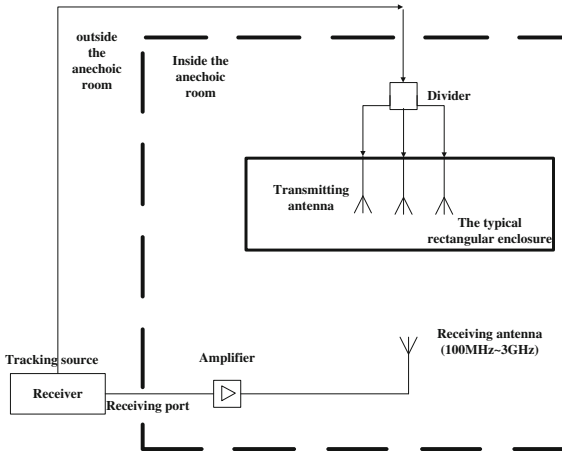 outside
the
anechoic
room
Inside the
anechoic
room
Divider
Transmitting
antenna
The typical
rectangular enclosure
Receiving antenna
(100MHz~3GHz)
Tracking source
Amplifier
Receiver
Receiving port